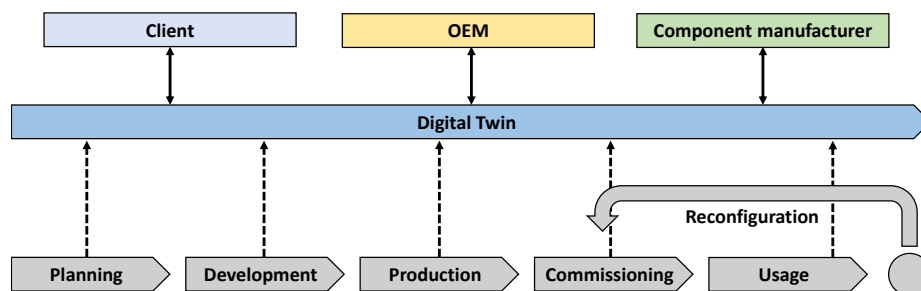 Client
OEM
Component manufacturer
Digital Twin
Reconfiguration
Planning
Development
Production
Commissioning
Usage